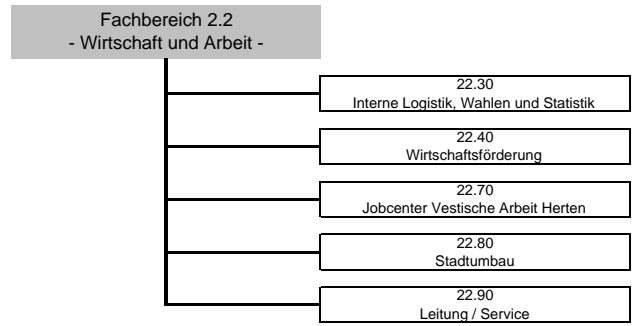 Fachbereich 2.2
- Wirtschaft und Arbeit -
22.30
Interne Logistik, Wahlen und Statistik
22.40
Wirtschaftsförderung
22.70
Jobcenter Vestische Arbeit Herten
22.80
Stadtumbau
22.90
Leitung / Service